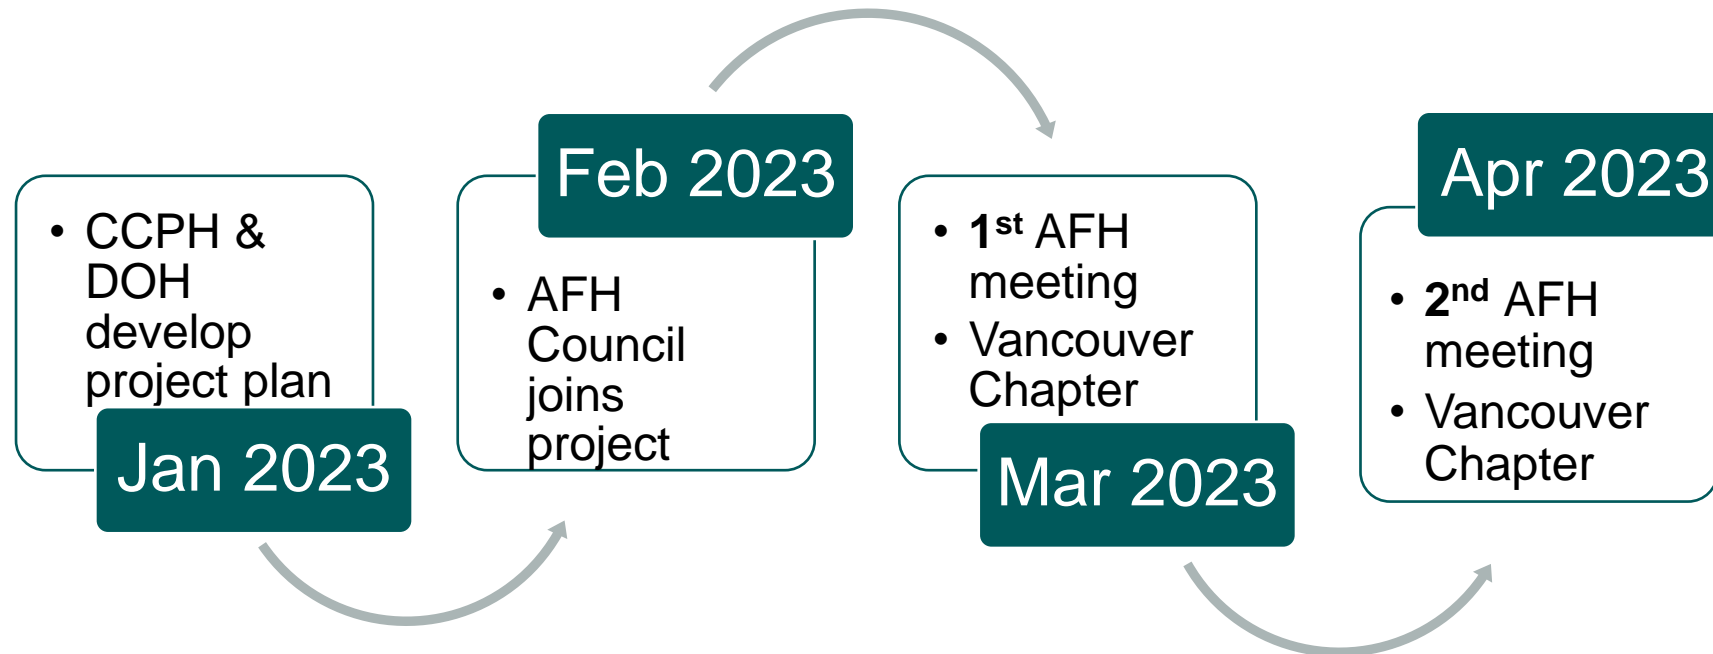 • CCPH &
DOH
develop
project plan
Jan 2023
Feb 2023
• AFH
Council
joins
project
• 1st AFH
meeting
• Vancouver
Chapter
Mar 2023
Apr 2023
• 2nd AFH
meeting
• Vancouver
Chapter